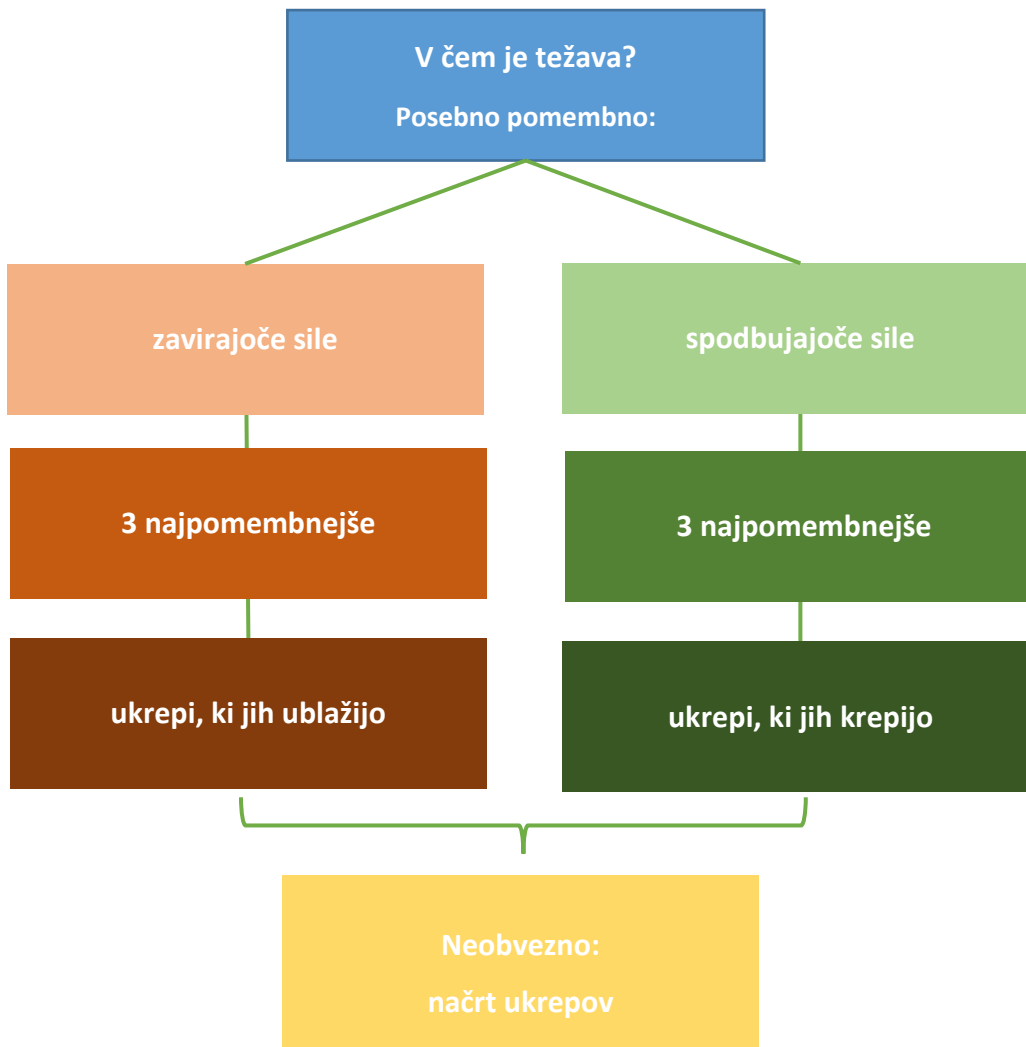 V čem je težava?
Posebno pomembno:
zavirajoče sile
spodbujajoče sile
3 najpomembnejše
3 najpomembnejše
ukrepi, ki jih ublažijo
ukrepi, ki jih krepijo
Neobvezno:
načrt ukrepov